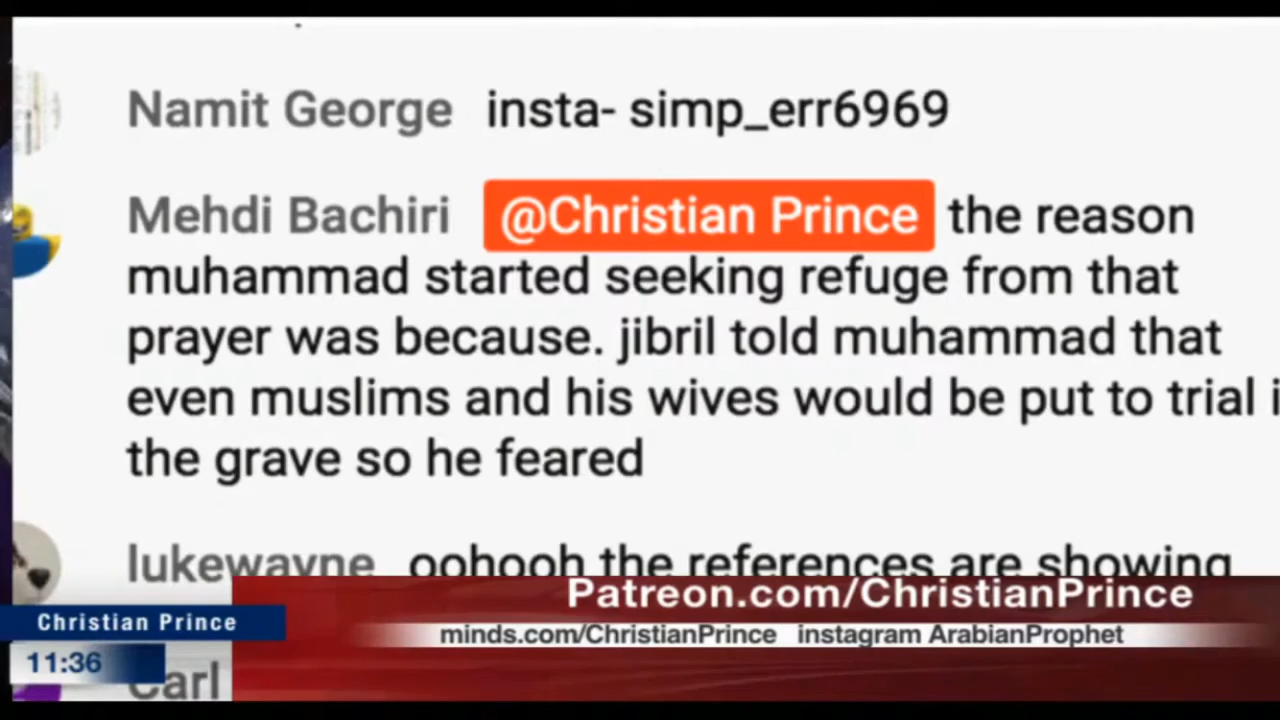 Namit George insta- simp_err6969
Mehdi Bachiri @Christian Prince the reason
muhammad started seeking refuge from that
prayer was because. jibril told muhammad that
even muslims and his wives would be put to trial i
the grave so he feared
lukewayne oohooh the references are showing
Patreon.com/ChristianPrince
Christian Prince
minds.com/ChristianPrince instagram ArabianProphet
11:36
Carl